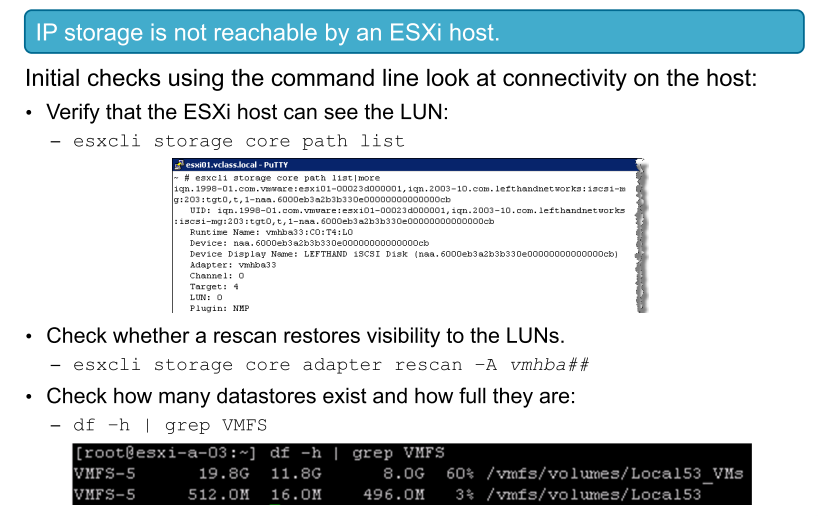 IP storage is not reachable by an ESXi host.
Initial checks using the command line look at connectivity on the host:
• Verify that the ESXi host can see the LUN:
– esxcli storage core path list
esxi01.vclass.local - PuTTY
~ # esxcli storage core path list|more
iqn.1998-01.com.vmware:esxi01-00023d000001,iqn.2003-10.com.lefthandnetworks:iscsi-m
g:203:tgt0,t,1-naa.6000eb3a2b3b330e00000000000000cb
UID: iqn.1998-01.com.vmware:esxi01-00023d000001,iqn.2003-10.com.lefthandnetworks
:iscsi-mg:203:tgt0,t,1-naa.6000eb3a2b3b330e00000000000000cb
Runtime Name: vmhba33:C0:T4:L0
Device: naa.6000eb3a2b3b330e00000000000000cb
Device Display Name: LEFTHAND iSCSI Disk (naa.6000eb3a2b3b330e00000000000000cb)
Adapter: vmhba33
Channel: 0
Target: 4
LUN: 0
Plugin: NMP
• Check whether a rescan restores visibility to the LUNs.
– esxcli storage core adapter rescan –A vmhba##
• Check how many datastores exist and how full they are:
– df –h | grep VMFS
[root@esxi-a-03:~] df -h | grep VMFS
VMFS-5 19.8G 11.8G 8.0G 60% /vmfs/volumes/Local53_VMs
VMFS-5 512.0M 16.0M 496.0M 3% /vmfs/volumes/Local53